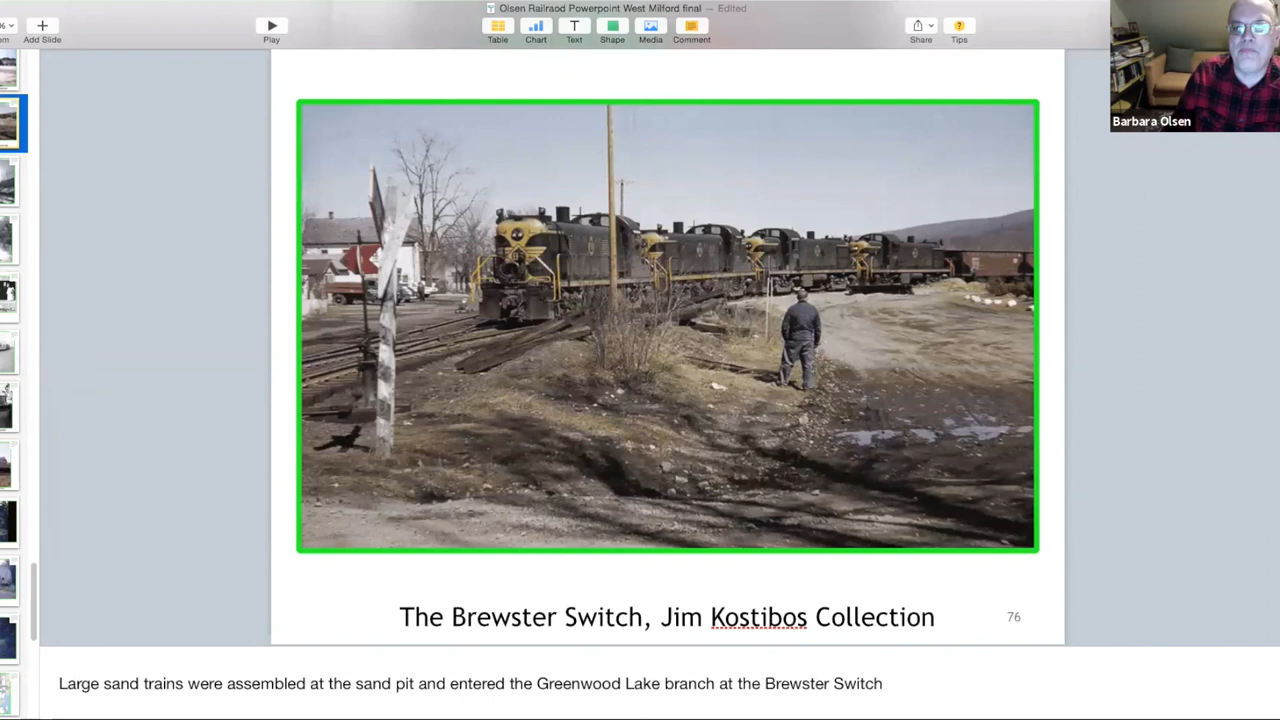 Olsen Railraod Powerpoint West Milford final — Edited
Add Slide
Play
Table
Chart
Text
Shape
Media
Comment
Share
Tips
Barbara Olsen
The Brewster Switch, Jim Kostibos Collection
76
Large sand trains were assembled at the sand pit and entered the Greenwood Lake branch at the Brewster Switch